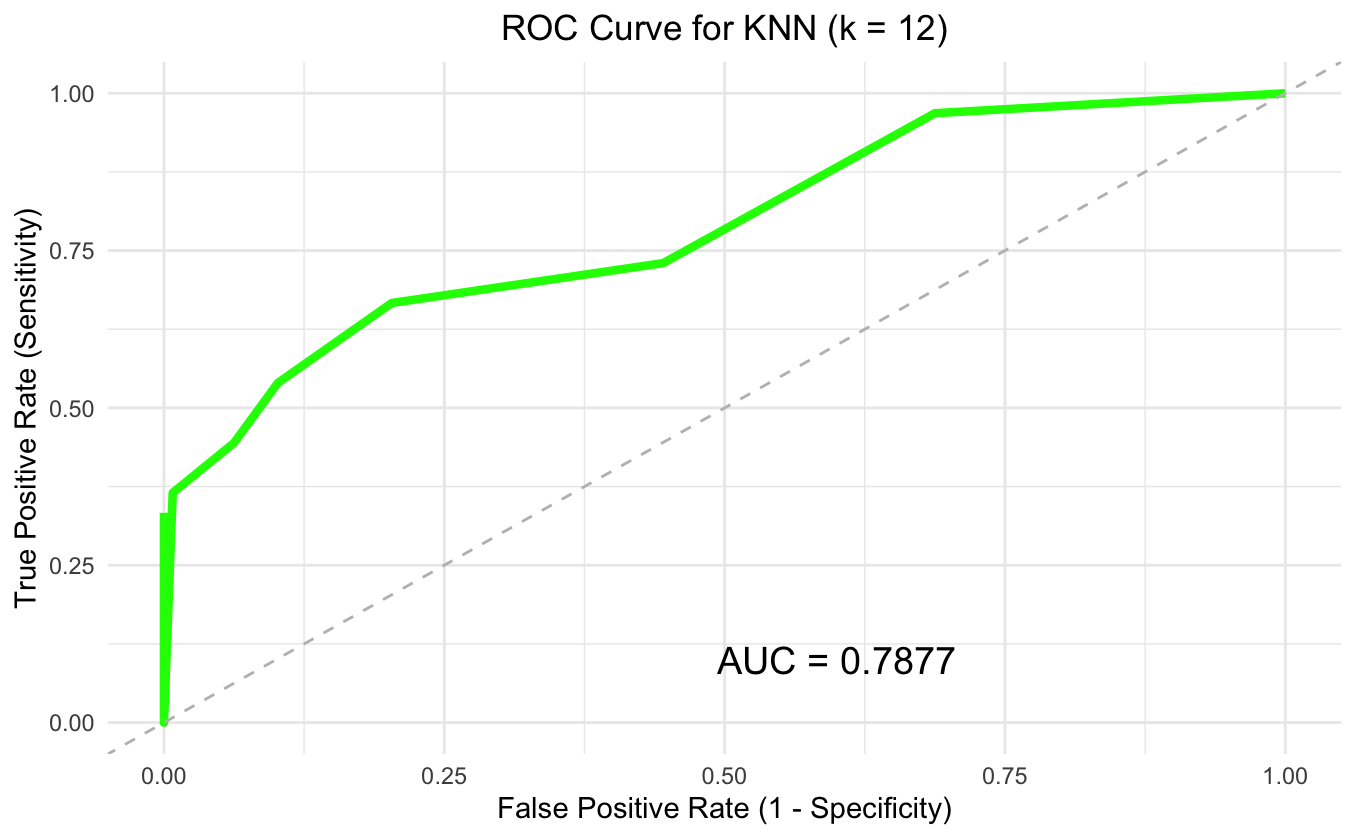 ROC Curve for KNN (k = 12)
True Positive Rate (Sensitivity)
1.00
0.75
0.50
0.25
0.00
AUC = 0.7877
0.00 0.25 0.50 0.75 1.00
False Positive Rate (1 - Specificity)